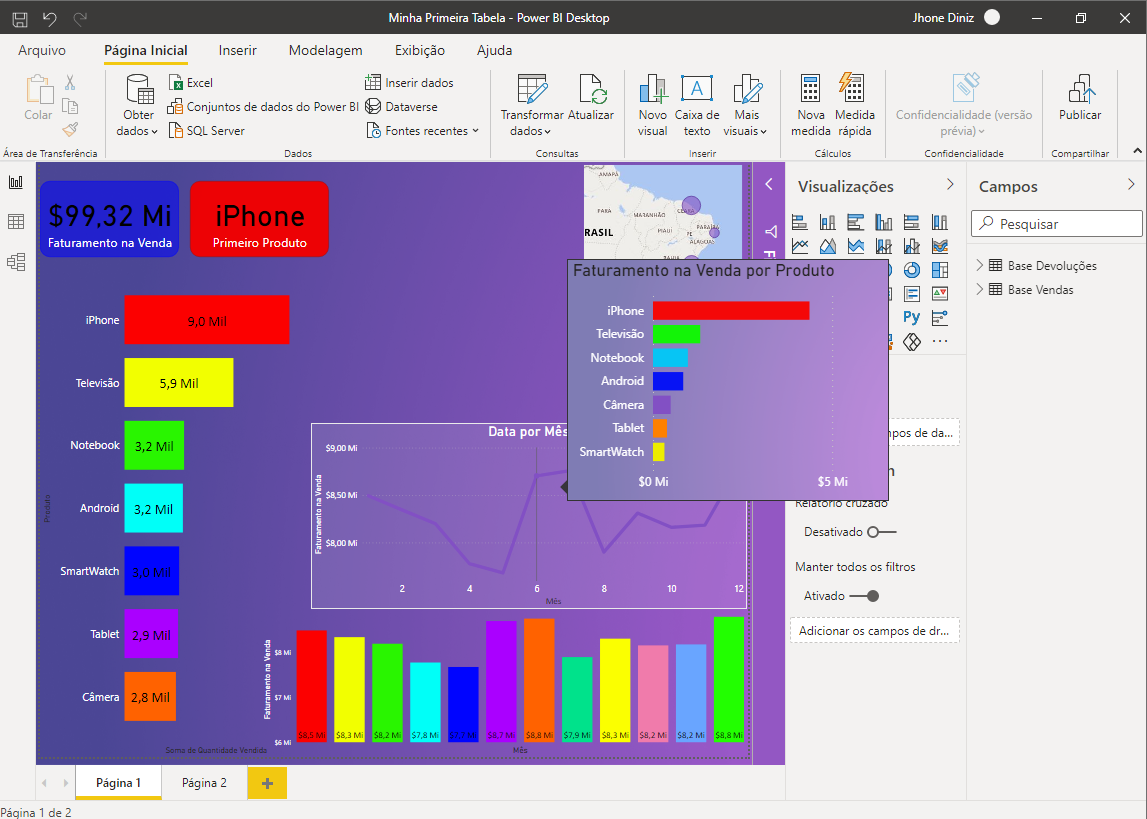 Minha Primeira Tabela - Power BI Desktop
Jhone Diniz
Arquivo
Página Inicial
Inserir
Modelagem
Exibição
Ajuda
Colar
Área de Transferência
Obter dados
Excel
Conjuntos de dados do Power BI
SQL Server
Inserir dados
Dataverse
Fontes recentes
Dados
Transformar dados
Atualizar
Consultas
Novo visual
Caixa de texto
Mais visuais
Inserir
Nova medida
Medida rápida
Cálculos
Confidencialidade (versão prévia)
Confidencialidade
Publicar
Compartilhar
$99,32 Mi
Faturamento na Venda
iPhone
Primeiro Produto
AMAPÁ
PARÁ
MARANHÃO
CEARÁ
PARAÍBA
PIAUÍ
PE
ALAGOAS
RASIL
BAHIA
Produto
iPhone
9,0 Mil
Televisão
5,9 Mil
Notebook
3,2 Mil
Android
3,2 Mil
SmartWatch
3,0 Mil
Tablet
2,9 Mil
Câmera
2,8 Mil
Soma de Quantidade Vendida
Data por Mês
Faturamento na Venda
$9,00 Mi
$8,50 Mi
$8,00 Mi
2
4
6
8
10
12
Mês
Faturamento na Venda por Produto
iPhone
Televisão
Notebook
Android
Câmera
Tablet
SmartWatch
$0 Mi
$5 Mi
Faturamento na Venda
$8 Mi
$7 Mi
$6 Mi
$8,5 Mi
$8,3 Mi
$8,2 Mi
$7,8 Mi
$7,7 Mi
$8,7 Mi
$8,8 Mi
$7,9 Mi
$8,3 Mi
$8,2 Mi
$8,2 Mi
$8,8 Mi
Mês
Visualizações
Py
mpos de da...
Relatório cruzado
Desativado
Manter todos os filtros
Ativado
Adicionar os campos de dr...
Campos
Pesquisar
Base Devoluções
Base Vendas
Página 1
Página 2
Página 1 de 2